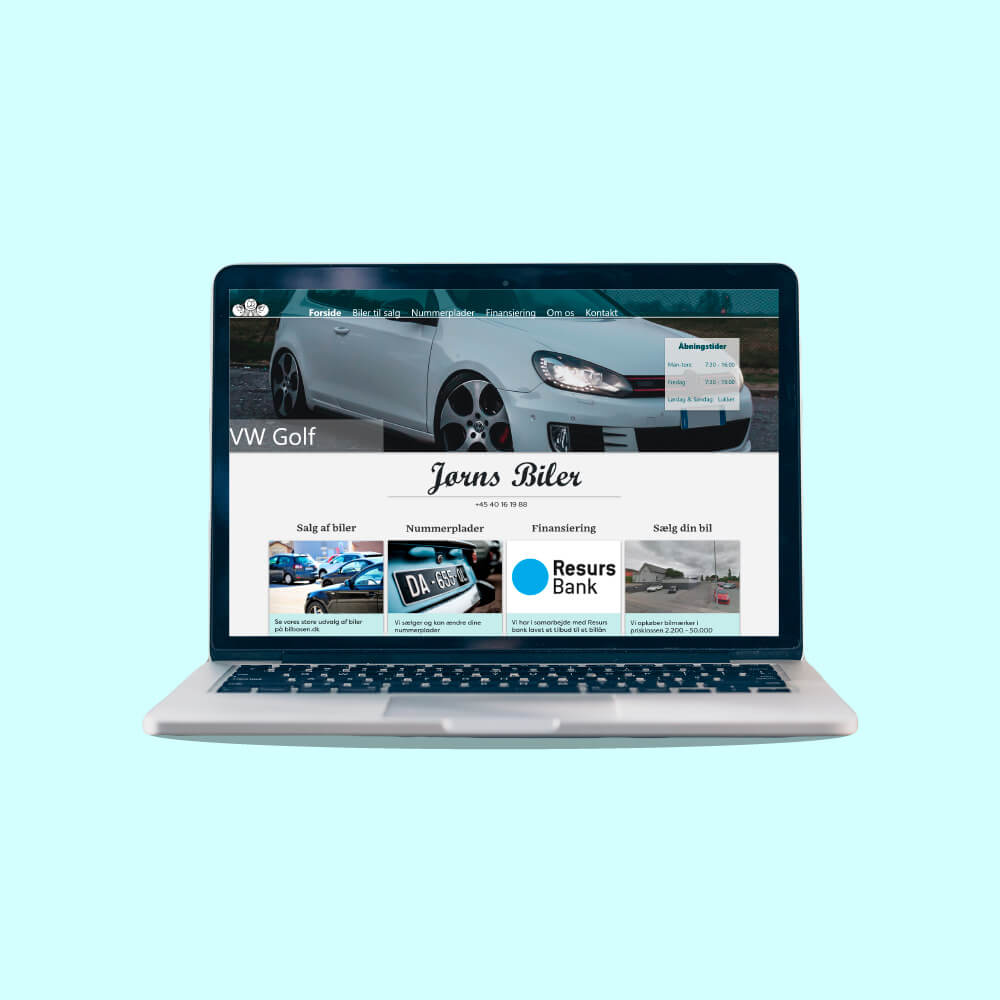 Forside Biler til salg Nummerplader Finansiering Om os Kontakt
Åbningstider
Man-tors 7:30 - 16:00
Fredag 7:30 - 15:00
Lørdag & Søndag Lukket
VW Golf
Jørns Biler
+45 40 16 19 88
Salg af biler
Nummerplader
Finansiering
Sælg din bil
DA-655
Resurs
Bank
Se vores store udvalg af biler
på bilbasen.dk
Vi sælger og kan ændre dine
nummerplader
Vi har i samarbejde med Resurs
bank lavet et tilbud til et billån
Vi opkøber bilmærker i
prisklassen 2.200 - 50.000